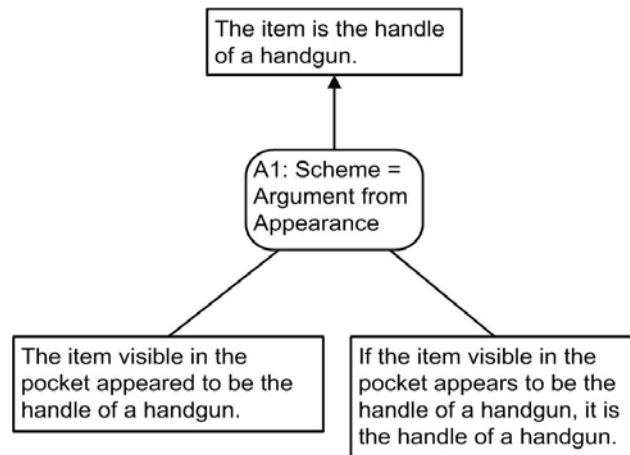 The item is the handle
of a handgun.
A1: Scheme =
Argument from
Appearance
The item visible in the
pocket appeared to be the
handle of a handgun.
If the item visible in the
pocket appears to be the
handle of a handgun, it is
the handle of a handgun.